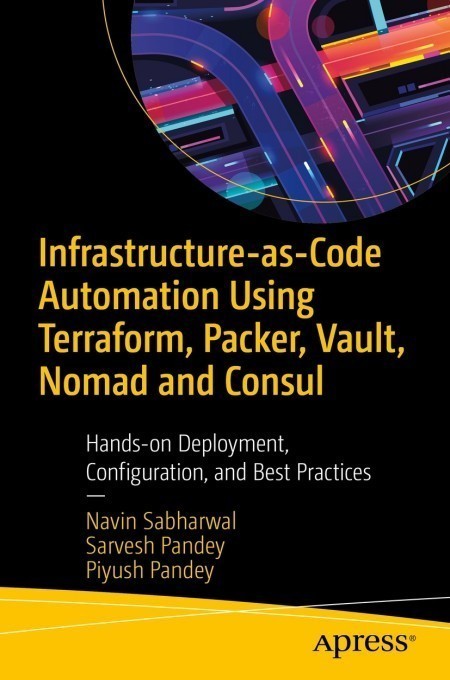 Infrastructure-as-Code
Automation Using
Terraform, Packer, Vault,
Nomad and Consul
Hands-on Deployment,
Configuration, and Best Practices
—
Navin Sabharwal
Sarvesh Pandey
Piyush Pandey
Apress®